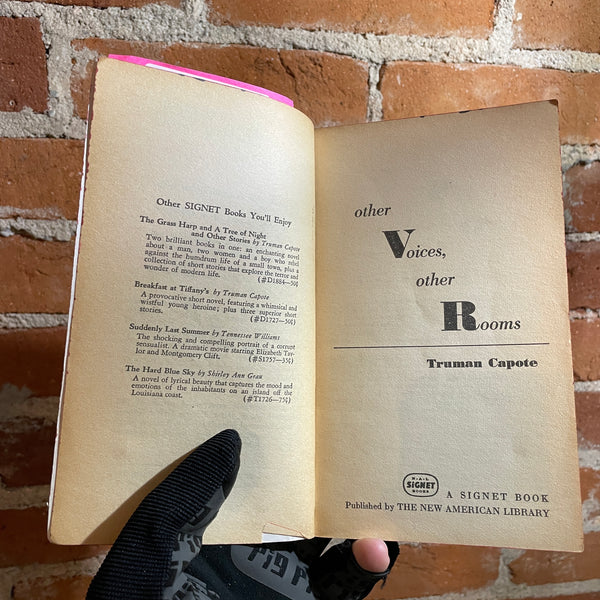 Other SIGNET Books You'll Enjoy
The Grass Harp and A Tree of Night
and Other Stories by Truman Capote
Two brilliant books in one: an enchanting novel
about a man, two women and a boy who rebel
against the humdrum life of a small town, plus a
collection of short stories that explore the terror and
wonder of modern life. (#D1884—50¢)
Breakfast at Tiffany's by Truman Capote
A provocative short novel, featuring a whimsical and
wistful young heroine; plus three superior short
stories. (#D1727—50¢)
Suddenly Last Summer by Tennessee Williams
The shocking and compelling portrait of a corrupt
sensualist. A dramatic movie starring Elizabeth Tay-
lor and Montgomery Clift. (#S1757—35¢)
The Hard Blue Sky by Shirley Ann Grau
A novel of lyrical beauty that captures the mood and
emotions of the inhabitants on an island off the
Louisiana coast. (#T1726—75¢)
other
Voices,
other
Rooms
Truman Capote
N·A·L
SIGNET
BOOKS
A SIGNET BOOK
Published by THE NEW AMERICAN LIBRARY